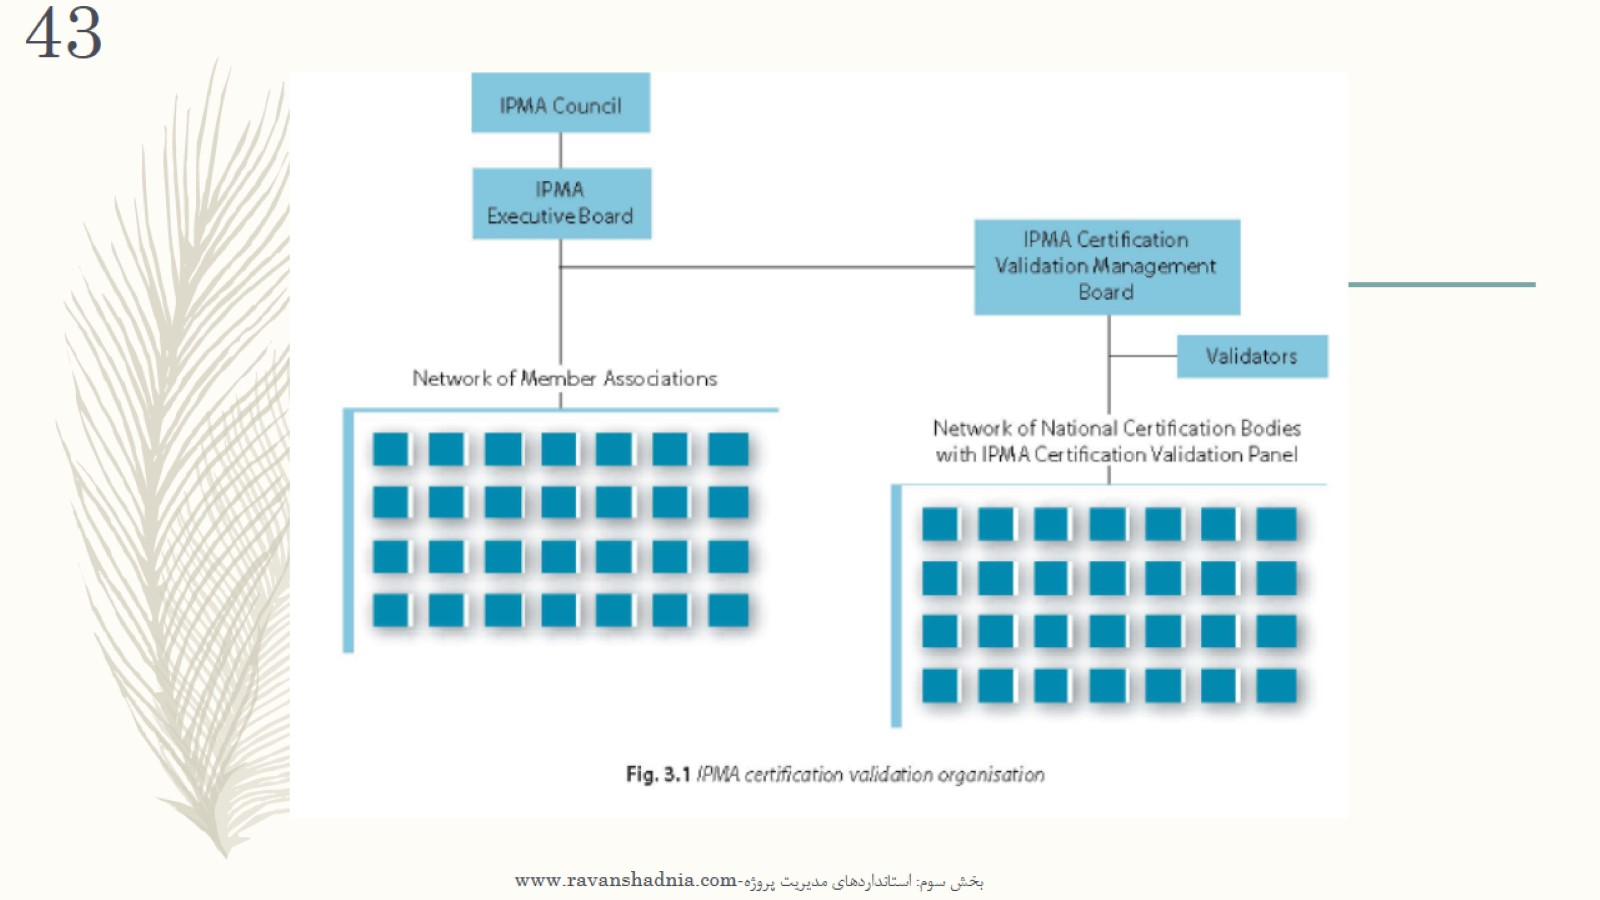 43
IPMA Council
IPMA
Executive Board
IPMA Certification
Validation Management
Board
Validators
Network of Member Associations
Network of National Certification Bodies
with IPMA Certification Validation Panel
Fig. 3.1 IPMA certification validation organisation
بخش سوم: استانداردهای مدیریت پروژه-www.ravanshadnia.com